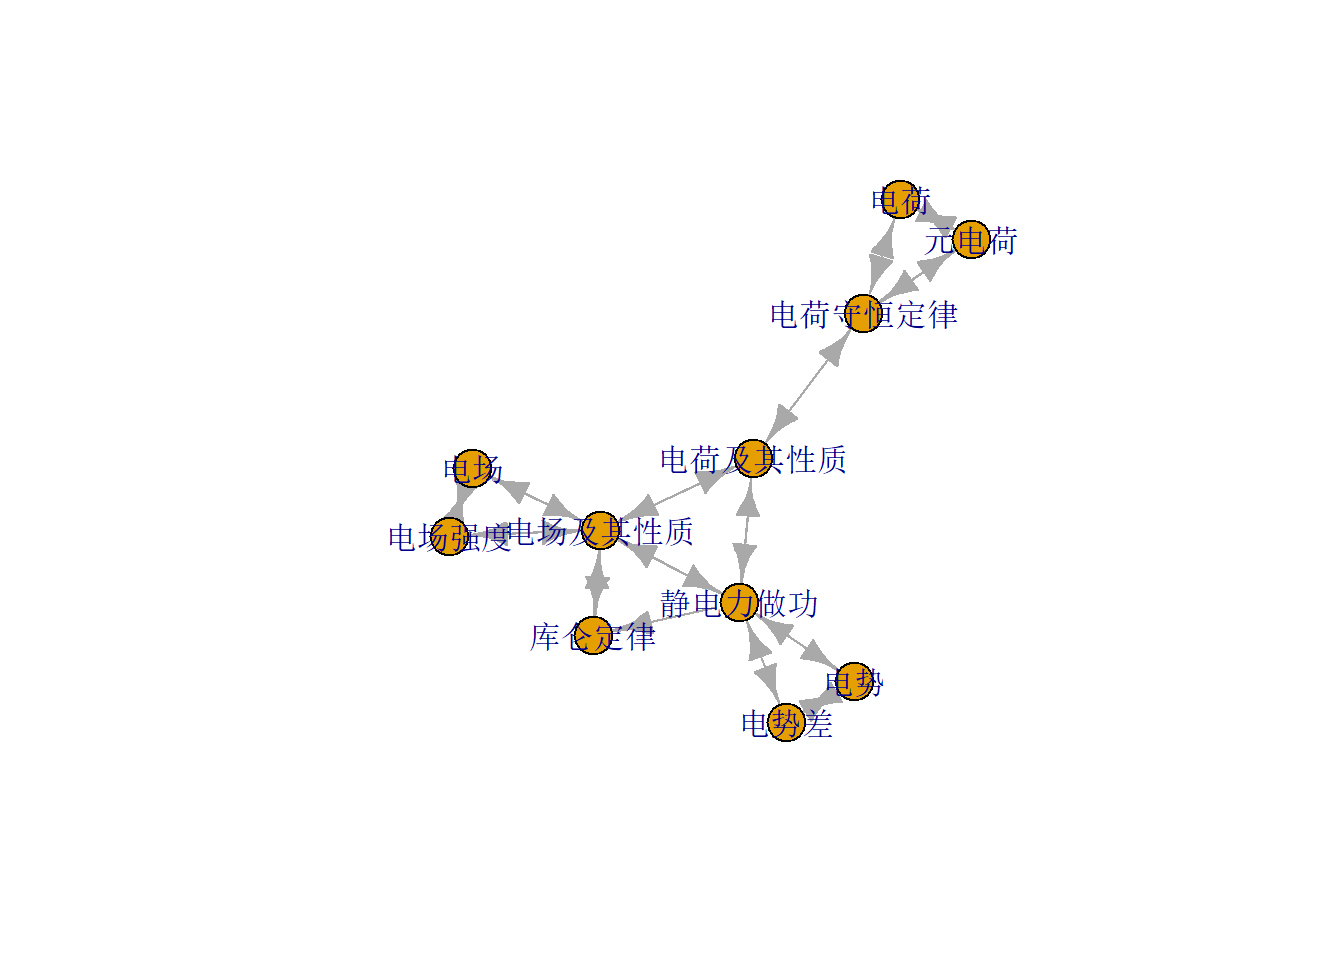 电荷
元电荷
电荷守恒定律
电荷及其性质
电场
电场强度
电场及其性质
静电力做功
库仑定律
电势
电势差